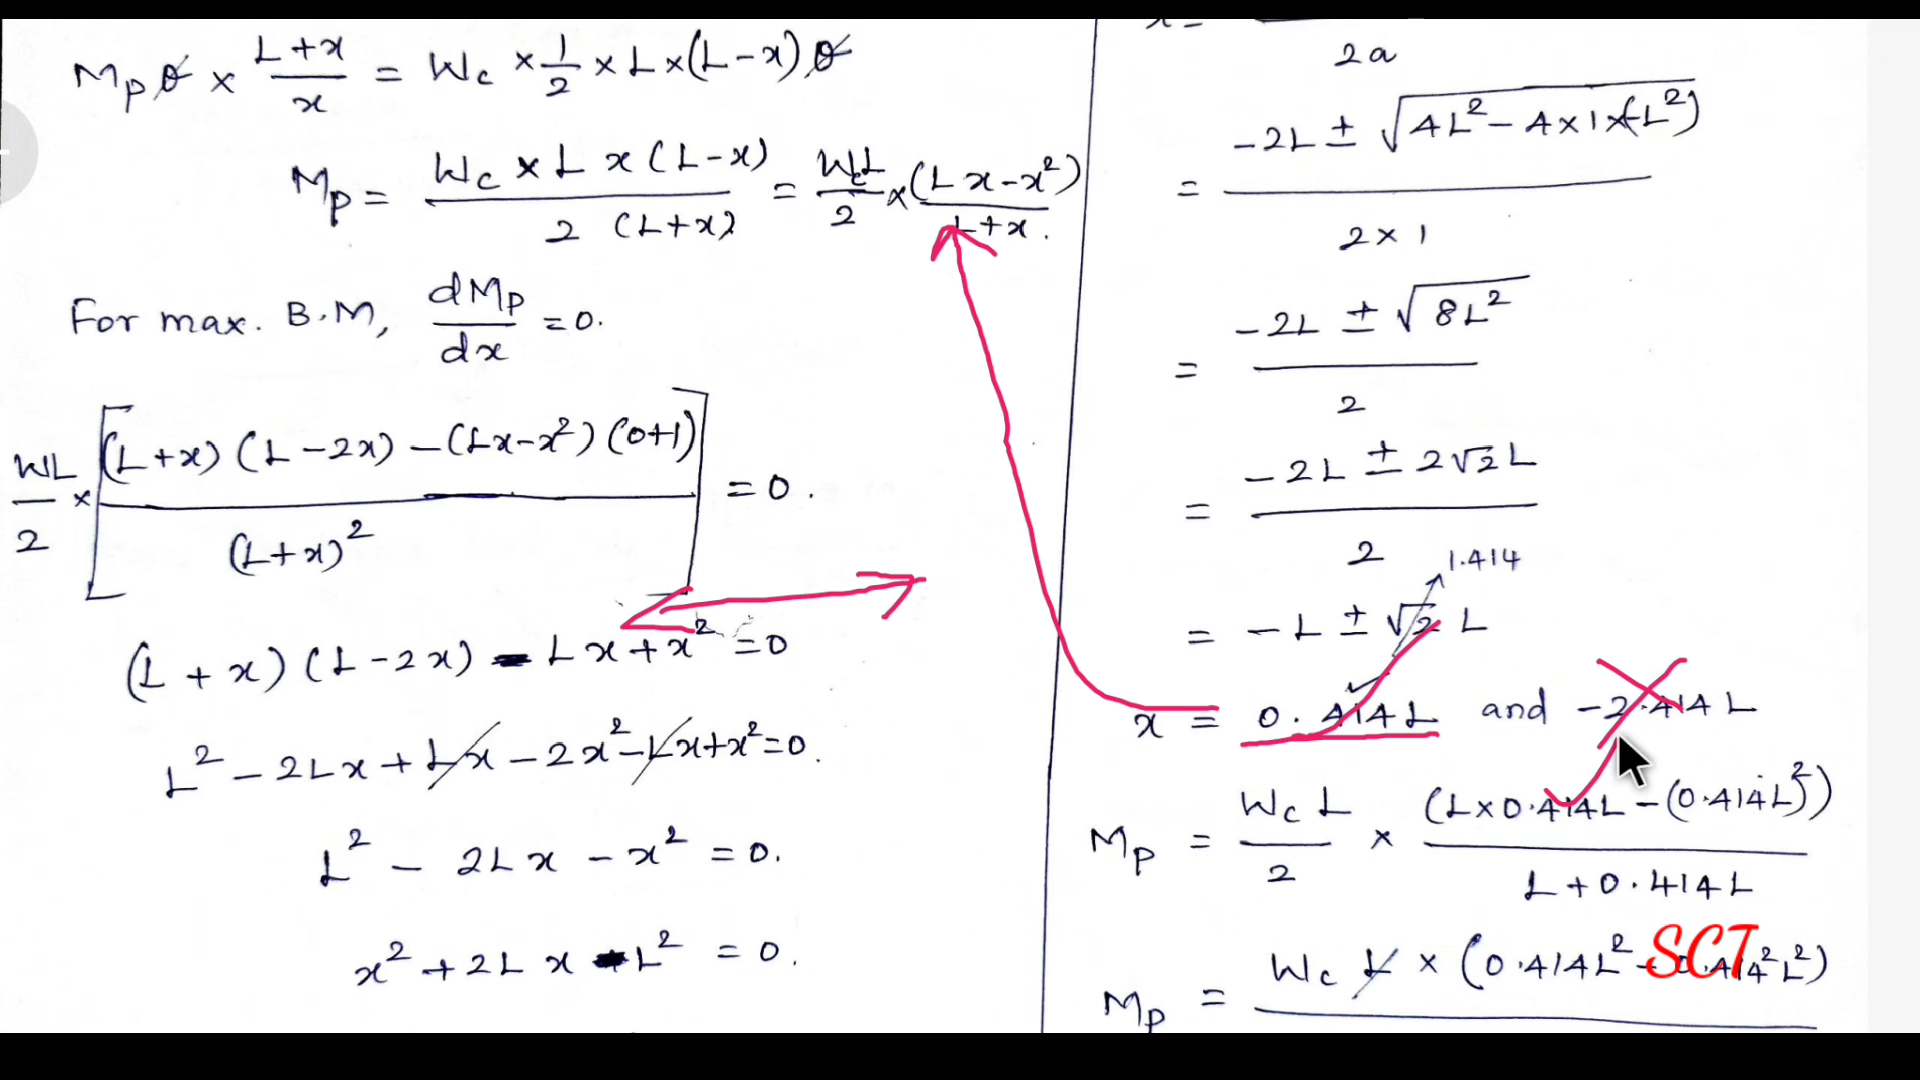 Mpθ × L+x/x = Wc × 1/2 × L × (L-x) θ
Mp = Wc × L x (L-x) / 2 (L+x) = WcL/2 × (Lx-x²)/L+x.
For max. B.M, dMp/dx = 0.
WL/2 × [(L+x) (L-2x) - (Lx-x²) (0+1) / (L+x)²] = 0.
(L + x) (L-2x) - Lx + x² = 0
L² - 2Lx + Lx - 2x² - Lx + x² = 0.
L² - 2Lx - x² = 0.
x² + 2Lx - L² = 0.
2a
= -2L ± √4L² - 4×1×(-L²) / 2×1
= -2L ± √8L² / 2
= -2L ± 2√2 L / 2
1.414
= -L ± √2 L
x = 0.414L and -2.414L
Mp = Wc L / 2 × (L×0.414L - (0.414L)²) / L + 0.414L
Mp = Wc L × (0.414L² - 0.414²L²)
SCT